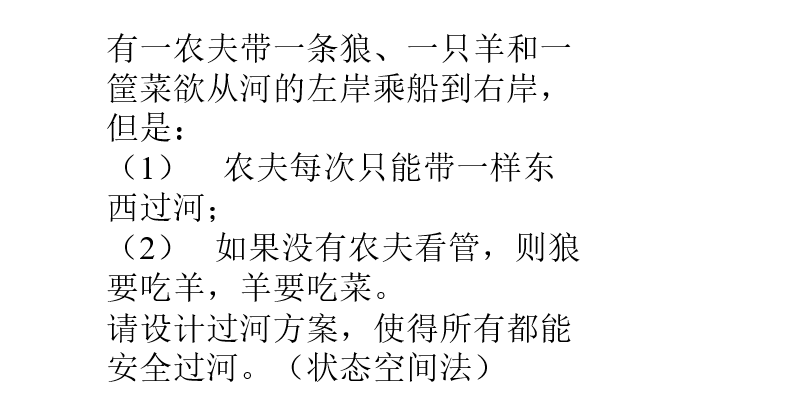 有一农夫带一条狼、一只羊和一
筐菜欲从河的左岸乘船到右岸，
但是：
（1） 农夫每次只能带一样东
西过河；
（2） 如果没有农夫看管，则狼
要吃羊，羊要吃菜。
请设计过河方案，使得所有都能
安全过河。（状态空间法）